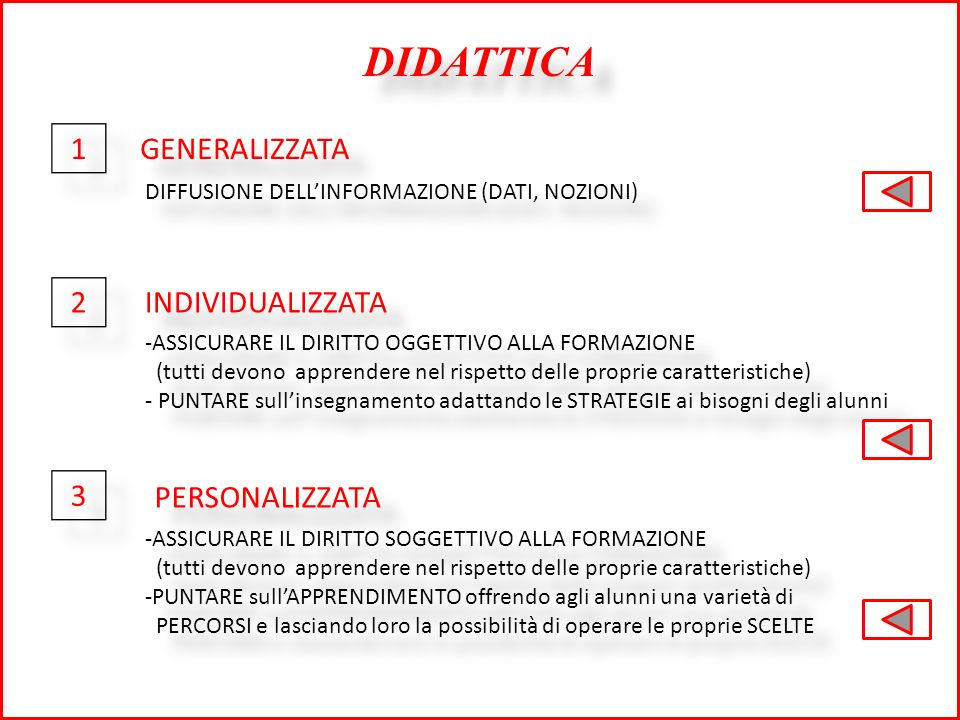 DIDATTICA
1 GENERALIZZATA
DIFFUSIONE DELL’INFORMAZIONE (DATI, NOZIONI)
2 INDIVIDUALIZZATA
-ASSICURARE IL DIRITTO OGGETTIVO ALLA FORMAZIONE
(tutti devono apprendere nel rispetto delle proprie caratteristiche)
- PUNTARE sull’insegnamento adattando le STRATEGIE ai bisogni degli alunni
3 PERSONALIZZATA
-ASSICURARE IL DIRITTO SOGGETTIVO ALLA FORMAZIONE
(tutti devono apprendere nel rispetto delle proprie caratteristiche)
-PUNTARE sull’APPRENDIMENTO offrendo agli alunni una varietà di
PERCORSI e lasciando loro la possibilità di operare le proprie SCELTE